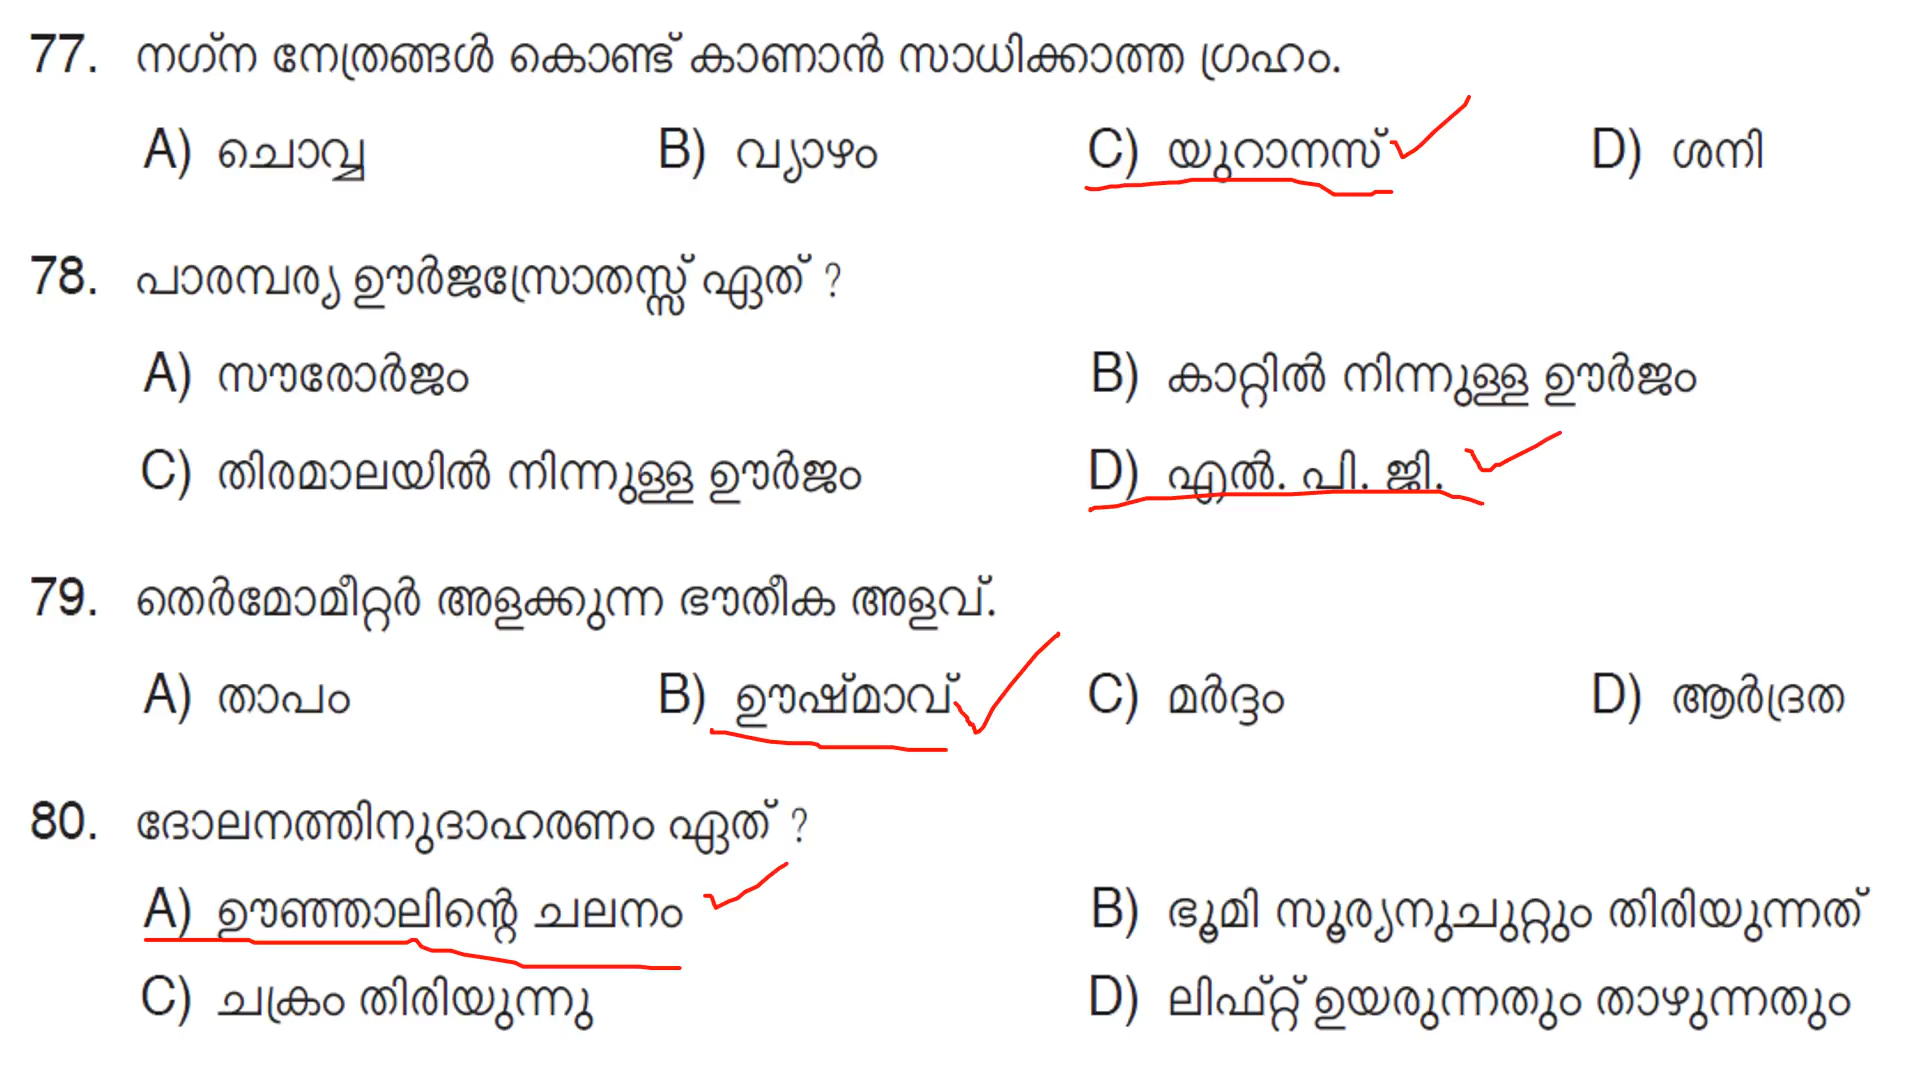 77. നഗ്ന നേത്രങ്ങൾ കൊണ്ട് കാണാൻ സാധിക്കാത്ത ഗ്രഹം.
A) ചൊവ്വ B) വ്യാഴം C) യുറാനസ് D) ശനി
78. പാരമ്പര്യ ഊർജസ്രോതസ്സ് ഏത് ?
A) സൗരോർജം B) കാറ്റിൽ നിന്നുള്ള ഊർജം
C) തിരമാലയിൽ നിന്നുള്ള ഊർജം D) എൽ. പി. ജി.
79. തെർമോമീറ്റർ അളക്കുന്ന ഭൗതീക അളവ്.
A) താപം B) ഊഷ്മാവ് C) മർദ്ദം D) ആർദ്രത
80. ദോലനത്തിനുദാഹരണം ഏത് ?
A) ഊഞ്ഞാലിന്റെ ചലനം B) ഭൂമി സൂര്യനുചുറ്റും തിരിയുന്നത്
C) ചക്രം തിരിയുന്നു D) ലിഫ്റ്റ് ഉയരുന്നതും താഴുന്നതും